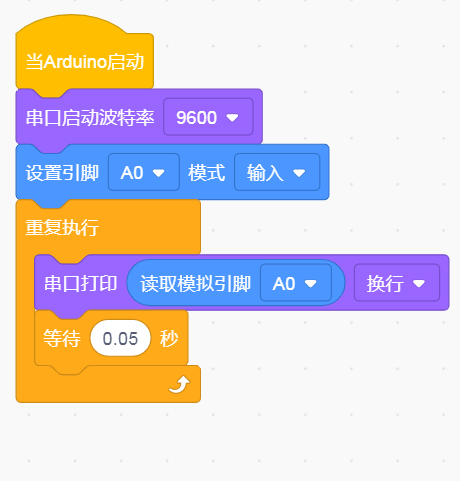 当Arduino启动
串口启动波特率 9600
设置引脚 A0 模式 输入
重复执行
串口打印 读取模拟引脚 A0 换行
等待 0.05 秒